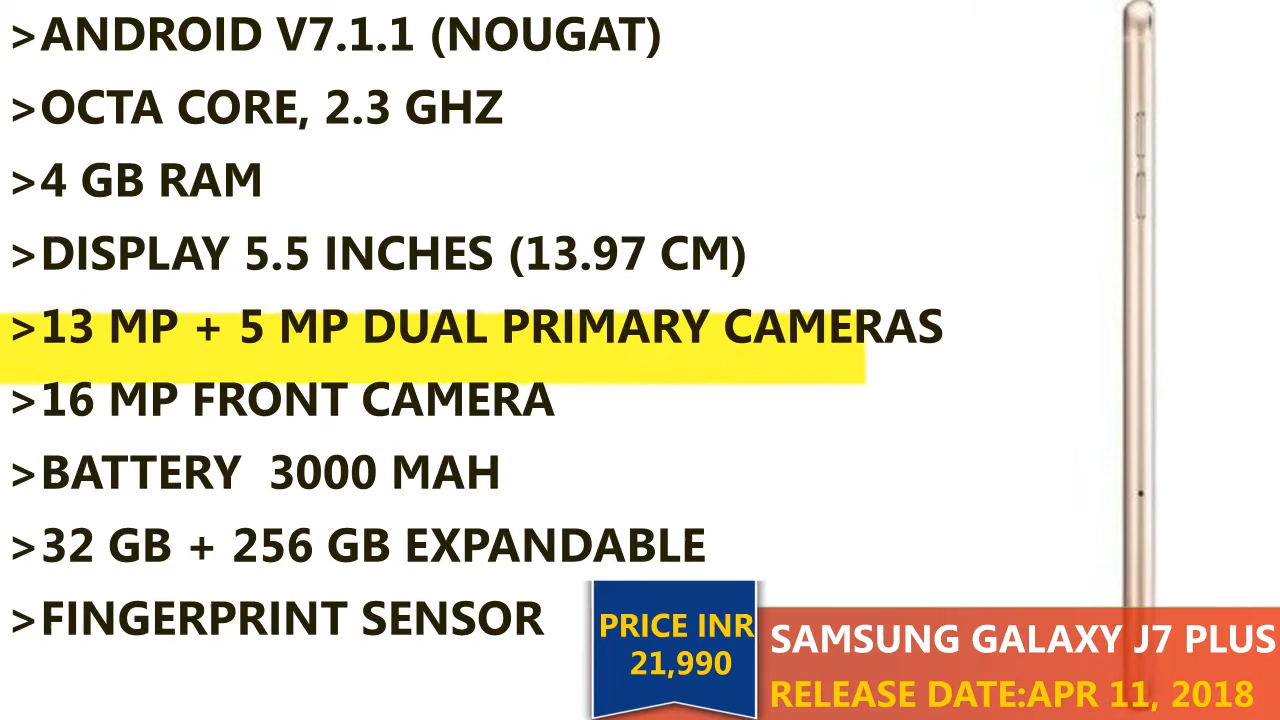 >ANDROID V7.1.1 (NOUGAT)
>OCTA CORE, 2.3 GHZ
>4 GB RAM
>DISPLAY 5.5 INCHES (13.97 CM)
>13 MP + 5 MP DUAL PRIMARY CAMERAS
>16 MP FRONT CAMERA
>BATTERY  3000 MAH
>32 GB + 256 GB EXPANDABLE
>FINGERPRINT SENSOR
PRICE INR
21,990
SAMSUNG GALAXY J7 PLUS
RELEASE DATE:APR 11, 2018